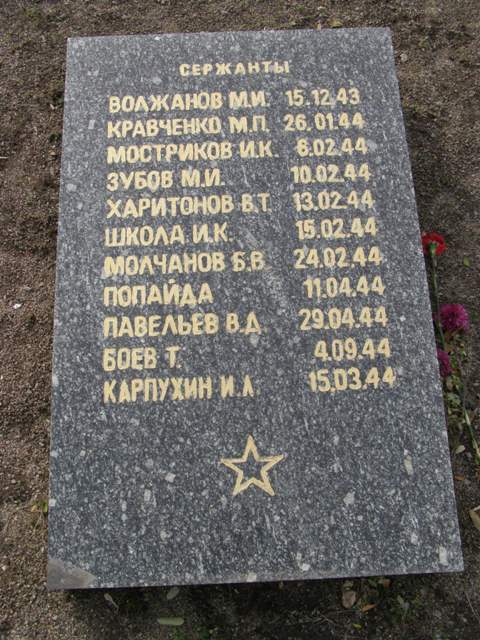 СЕРЖАНТЫ
ВОЛЖАНОВ М.И. 15.12.43
КРАВЧЕНКО М.П. 26.01.44
МОСТРИКОВ И.К. 6.02.44
ЗУБОВ М.И. 10.02.44
ХАРИТОНОВ В.Т. 13.02.44
ШКОЛА И.К. 15.02.44
МОЛЧАНОВ Б.В. 24.02.44
ПОПАЙДА 11.04.44
ПАВЕЛЬЕВ В.Д. 29.04.44
БОЕВ Т. 4.09.44
КАРПУХИН И.А. 15.03.44